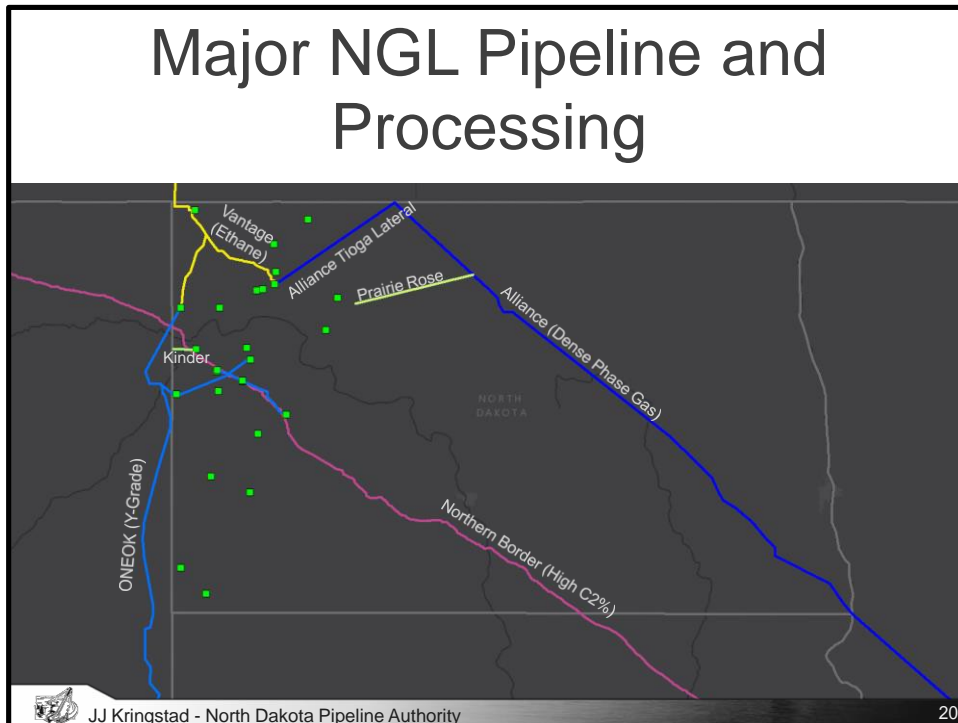 Major NGL Pipeline and
Processing
Vantage
(Ethane)
Alliance Tioga Lateral
Prairie Rose
Alliance (Dense Phase Gas)
Kinder
NORTH
DAKOTA
ONEOK (Y-Grade)
Northern Border (High C2%)
JJ Kringstad - North Dakota Pipeline Authority
20